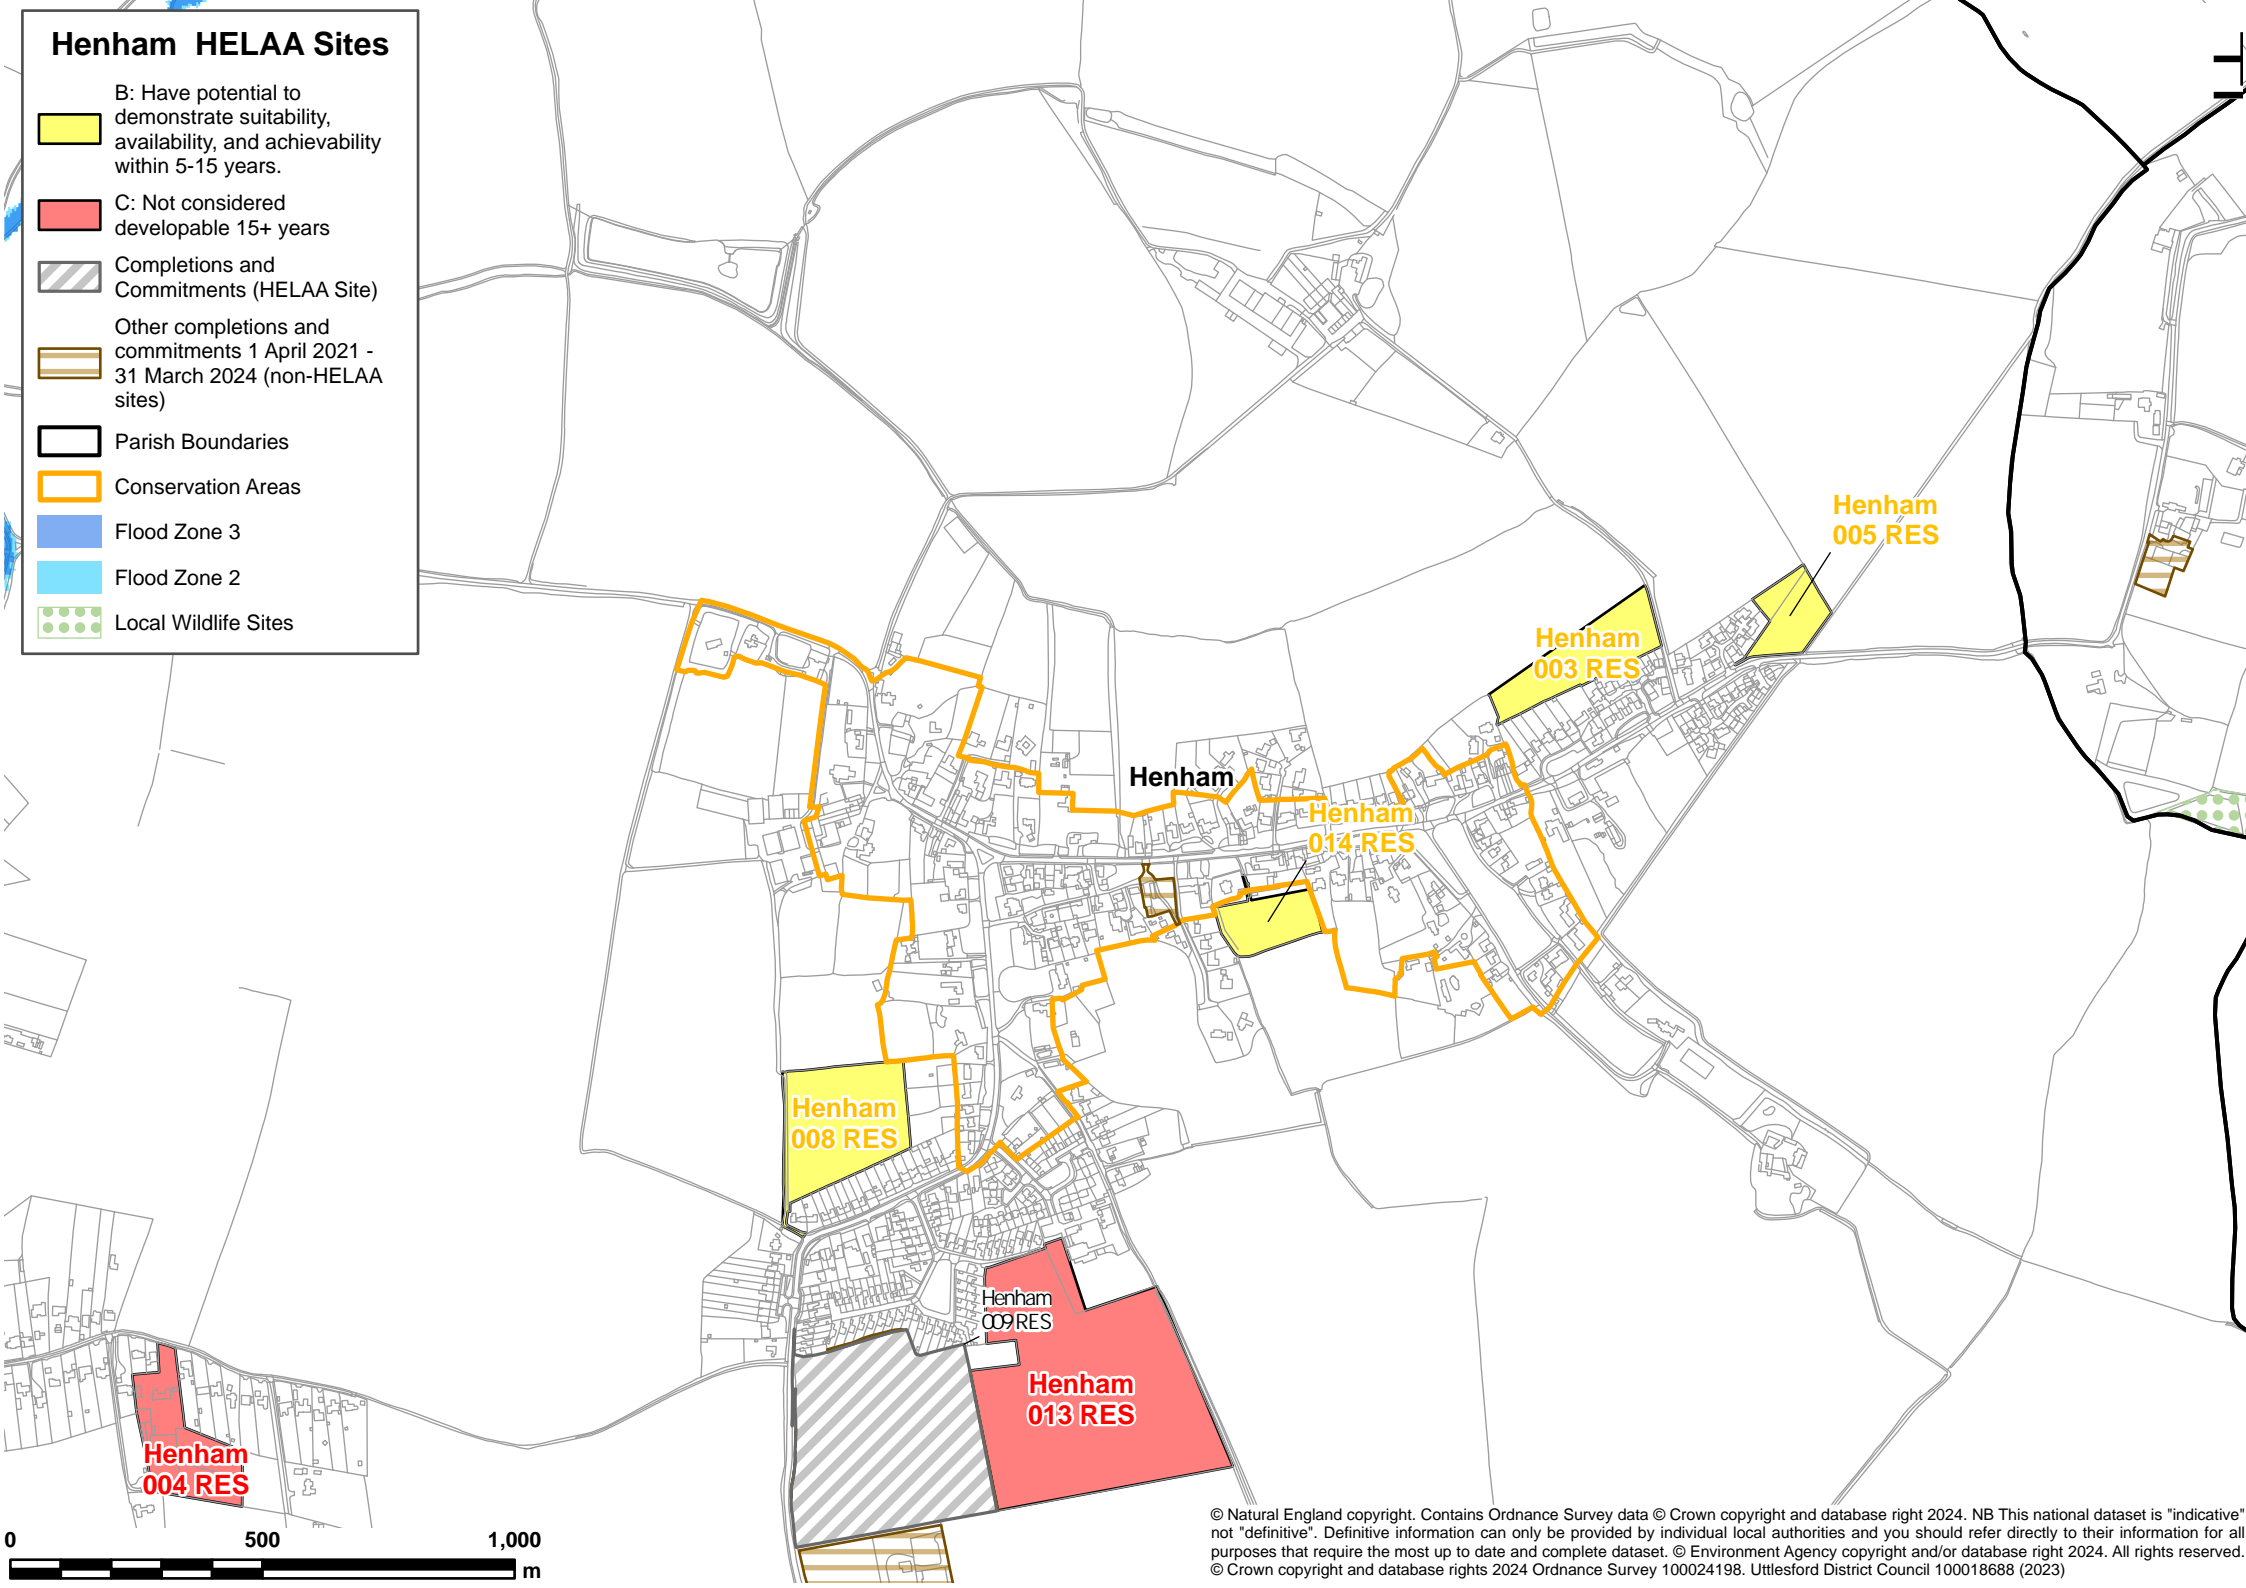 Henham HELAA Sites
B: Have potential to
demonstrate suitability,
availability, and achievability
within 5-15 years.
C: Not considered
developable 15+ years
Completions and
Commitments (HELAA Site)
Other completions and
commitments 1 April 2021 -
31 March 2024 (non-HELAA
sites)
Parish Boundaries
Conservation Areas
Flood Zone 3
Flood Zone 2
Local Wildlife Sites
Henham
005 RES
Henham
003 RES
Henham
Henham
014 RES
Henham
008 RES
Henham
009 RES
Henham
013 RES
Henham
004 RES
0 500 1,000
m
© Natural England copyright. Contains Ordnance Survey data © Crown copyright and database right 2024. NB This national dataset is "indicative"
not "definitive". Definitive information can only be provided by individual local authorities and you should refer directly to their information for all
purposes that require the most up to date and complete dataset. © Environment Agency copyright and/or database right 2024. All rights reserved.
© Crown copyright and database rights 2024 Ordnance Survey 100024198. Uttlesford District Council 100018688 (2023)